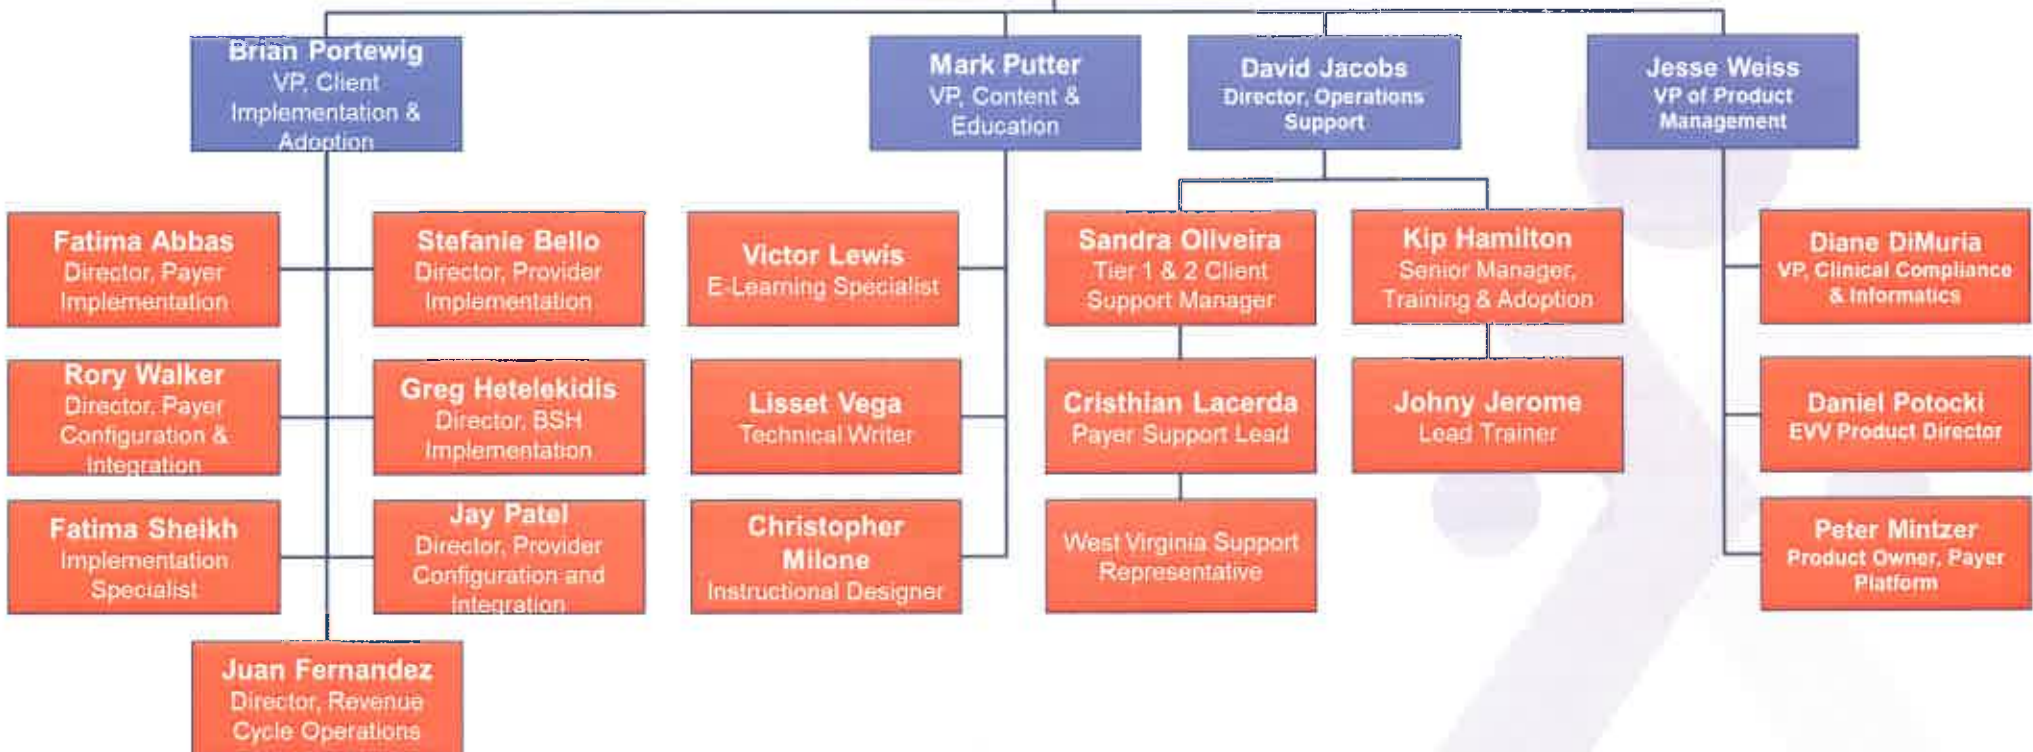 Brian Portewig
VP, Client
Implementation &
Adoption
Mark Putter
VP, Content &
Education
David Jacobs
Director, Operations
Support
Jesse Weiss
VP of Product
Management
Fatima Abbas
Director, Payer
Implementation
Stefanie Bello
Director, Provider
Implementation
Victor Lewis
E-Learning Specialist
Sandra Oliveira
Tier 1 & 2 Client
Support Manager
Kip Hamilton
Senior Manager,
Training & Adoption
Diane DiMuria
VP, Clinical Compliance
& Informatics
Rory Walker
Director, Payer
Configuration &
Integration
Greg Hetelekidis
Director, BSH
Implementation
Lisset Vega
Technical Writer
Cristhian Lacerda
Payer Support Lead
Johny Jerome
Lead Trainer
Daniel Potocki
EVV Product Director
Fatima Sheikh
Implementation
Specialist
Jay Patel
Director, Provider
Configuration and
Integration
Christopher
Milone
Instructional Designer
West Virginia Support
Representative
Peter Mintzer
Product Owner, Payer
Platform
Juan Fernandez
Director, Revenue
Cycle Operations